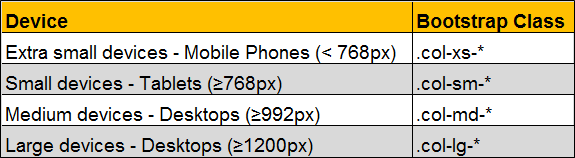 Device Bootstrap Class
Extra small devices - Mobile Phones (< 768px) .col-xs-*
Small devices - Tablets (≥768px) .col-sm-*
Medium devices - Desktops (≥992px) .col-md-*
Large devices - Desktops (≥1200px) .col-lg-*